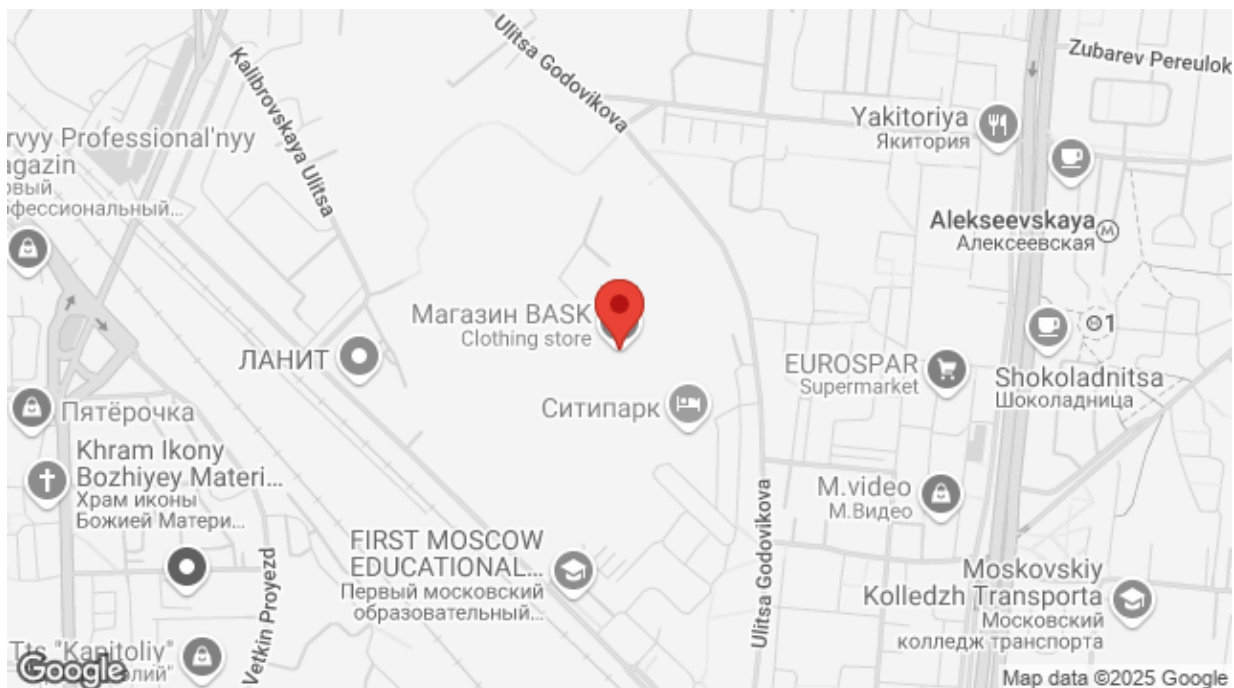 Ulitsa Godovikova
Zubarev Pereulok
Kalibrovskaya Ulitsa
Yakitoriya
Якитория
rvyy Professional'nyy
agazin
офессиональный...
Alekseevskaya
Алексеевская
Магазин BASK
Clothing store
1
ЛАНИТ
EUROSPAR
Supermarket
Shokoladnitsa
Шоколадница
Ситипарк
Пятёрочка
Khram Ikony
Bozhiyey Materi...
Храм иконы
Божией Матери...
M.video
М.Видео
Ulitsa Godovikova
FIRST MOSCOW
EDUCATIONAL...
Первый московский
образовательный...
Moskovskiy
Kolledzh Transporta
Московский
колледж транспорта
Vetkin Proyezd
Tts "Kapitoliy"
Google
Map data ©2025 Google